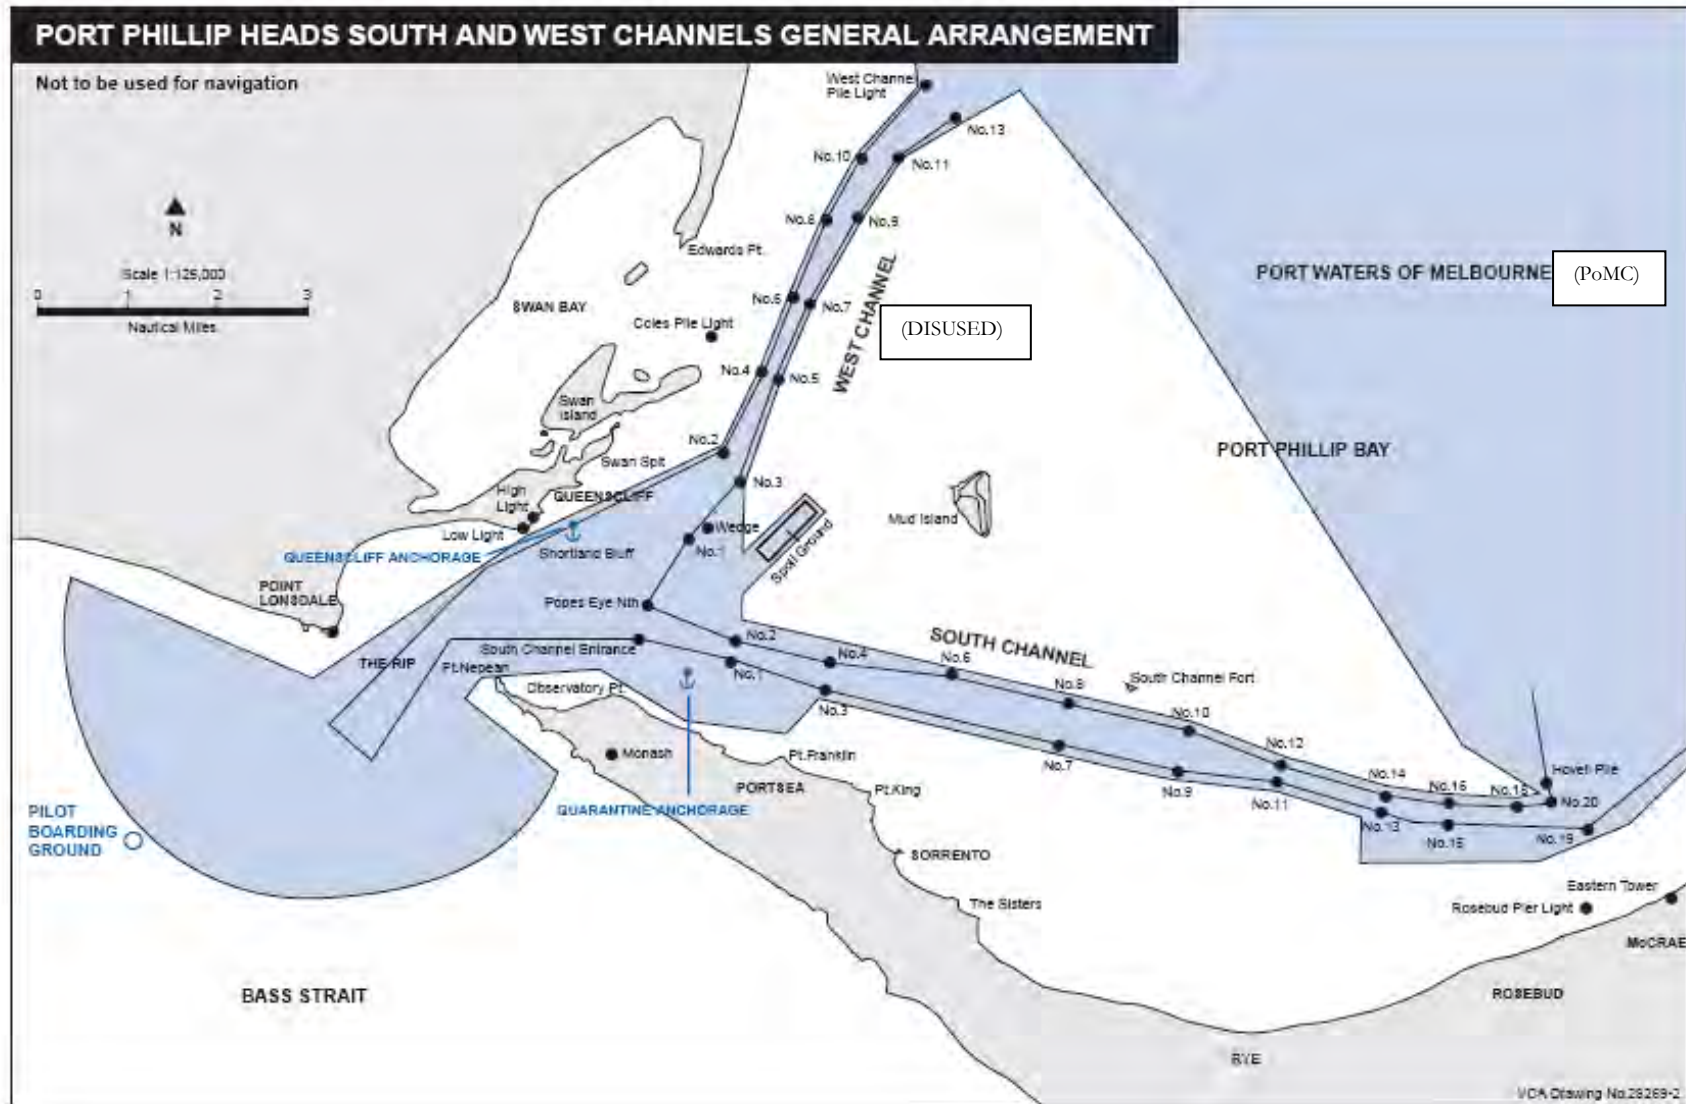 PORT PHILLIP HEADS SOUTH AND WEST CHANNELS GENERAL ARRANGEMENT
Not to be used for navigation
West Channel
Pile Light
No.13
No.10
No.11
N
No.8
No.9
Edwards Pt.
Scale 1:125,000
PORT WATERS OF MELBOURNE
(PoMC)
0
1
2
3
Nautical Miles
No.6
No.7
SWAN BAY
Coles Pile Light
WEST CHANNEL
(DISUSED)
No.4
No.5
Swan
Island
No.2
PORT PHILLIP BAY
Swan Spit
No.3
High
Light
QUEENSCLIFF
Mud Island
Low Light
Wedge
QUEENSCLIFF ANCHORAGE
Shortland Bluff
No.1
Spoil Ground
POINT
LONSDALE
Popes Eye Nth
No.2
SOUTH CHANNEL
South Channel Entrance
No.4
THE RIP
Pt.Nepean
No.1
No.6
South Channel Fort
Observatory Pt.
No.8
No.3
No.10
Monash
Pt.Franklin
No.12
No.7
Hovell Pile
PORTSEA
Pt.King
No.9
No.14
No.16
No.18
No.20
QUARANTINE ANCHORAGE
No.11
PILOT
BOARDING
GROUND
No.13
No.15
No.19
SORRENTO
Eastern Tower
The Sisters
Rosebud Pier Light
McCRAE
BASS STRAIT
ROSEBUD
RYE
VCA Drawing No.28269-2